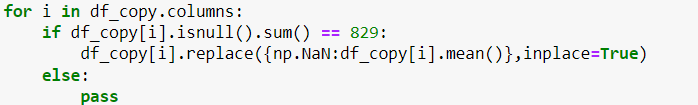 for i in df_copy.columns:
    if df_copy[i].isnull().sum() == 829:
        df_copy[i].replace({np.NaN:df_copy[i].mean()},inplace=True)
    else:
        pass